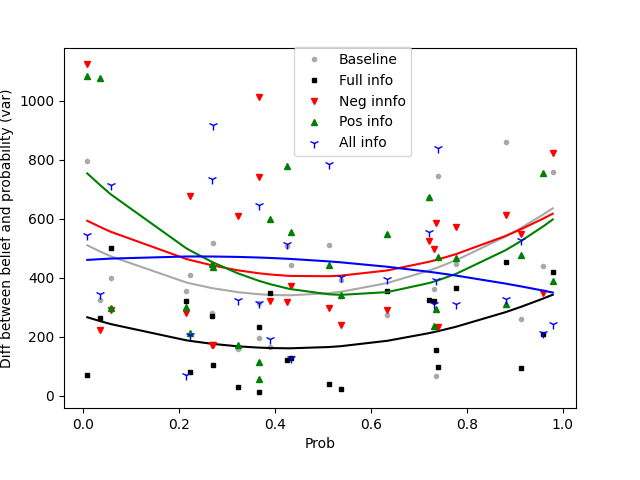 Baseline
Full info
Neg innfo
Pos info
All info
Diff between belief and probability (var)
1000
800
600
400
200
0
0.0 0.2 0.4 0.6 0.8 1.0
Prob